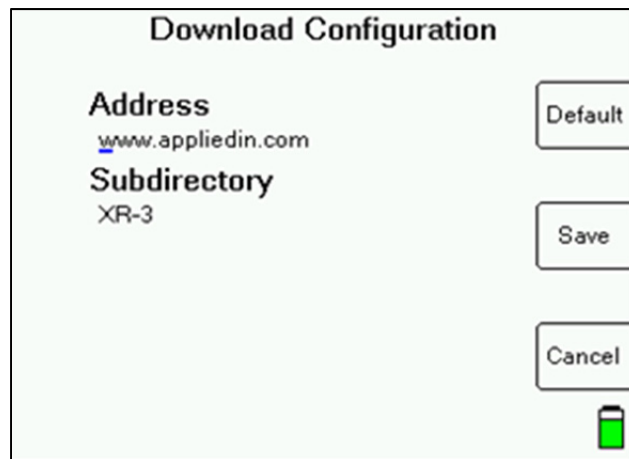 Download Configuration
Address
www.appliedin.com
Subdirectory
XR-3
Default
Save
Cancel